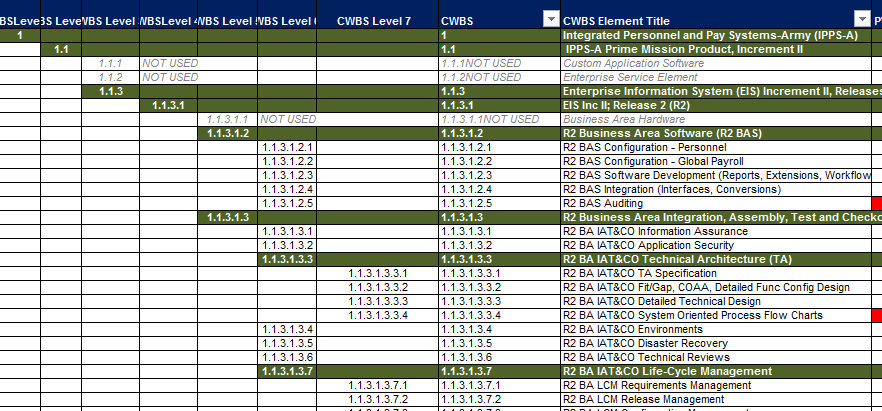 BSLeve 3S Level WBS Level 3 WBSLevel 4 WBS Level 5 WBS Level 6 CWBS Level 7 CWBS CWBS Element Title
1 1 Integrated Personnel and Pay Systems-Army (IPPS-A)
1.1 1.1 IPPS-A Prime Mission Product, Increment II
1.1.1 NOT USED 1.1.1NOT USED Custom Application Software
1.1.2 NOT USED 1.1.2NOT USED Enterprise Service Element
1.1.3 1.1.3 Enterprise Information System (EIS) Increment II, Releases
1.1.3.1 1.1.3.1 EIS Inc II; Release 2 (R2)
1.1.3.1.1 NOT USED 1.1.3.1.1NOT USED Business Area Hardware
1.1.3.1.2 1.1.3.1.2 R2 Business Area Software (R2 BAS)
1.1.3.1.2.1 1.1.3.1.2.1 R2 BAS Configuration - Personnel
1.1.3.1.2.2 1.1.3.1.2.2 R2 BAS Configuration - Global Payroll
1.1.3.1.2.3 1.1.3.1.2.3 R2 BAS Software Development (Reports, Extensions, Workflow
1.1.3.1.2.4 1.1.3.1.2.4 R2 BAS Integration (Interfaces, Conversions)
1.1.3.1.2.5 1.1.3.1.2.5 R2 BAS Auditing
1.1.3.1.3 1.1.3.1.3 R2 Business Area Integration, Assembly, Test and Checko
1.1.3.1.3.1 1.1.3.1.3.1 R2 BA IAT&CO Information Assurance
1.1.3.1.3.2 1.1.3.1.3.2 R2 BA IAT&CO Application Security
1.1.3.1.3.3 1.1.3.1.3.3 R2 BA IAT&CO Technical Architecture (TA)
1.1.3.1.3.3.1 1.1.3.1.3.3.1 R2 BA IAT&CO TA Specification
1.1.3.1.3.3.2 1.1.3.1.3.3.2 R2 BA IAT&CO Fit/Gap, COAA, Detailed Func Config Design
1.1.3.1.3.3.3 1.1.3.1.3.3.3 R2 BA IAT&CO Detailed Technical Design
1.1.3.1.3.3.4 1.1.3.1.3.3.4 R2 BA IAT&CO System Oriented Process Flow Charts
1.1.3.1.3.4 1.1.3.1.3.4 R2 BA IAT&CO Environments
1.1.3.1.3.5 1.1.3.1.3.5 R2 BA IAT&CO Disaster Recovery
1.1.3.1.3.6 1.1.3.1.3.6 R2 BA IAT&CO Technical Reviews
1.1.3.1.3.7 1.1.3.1.3.7 R2 BA IAT&CO Life-Cycle Management
1.1.3.1.3.7.1 1.1.3.1.3.7.1 R2 BA LCM Requirements Management
1.1.3.1.3.7.2 1.1.3.1.3.7.2 R2 BA LCM Release Management